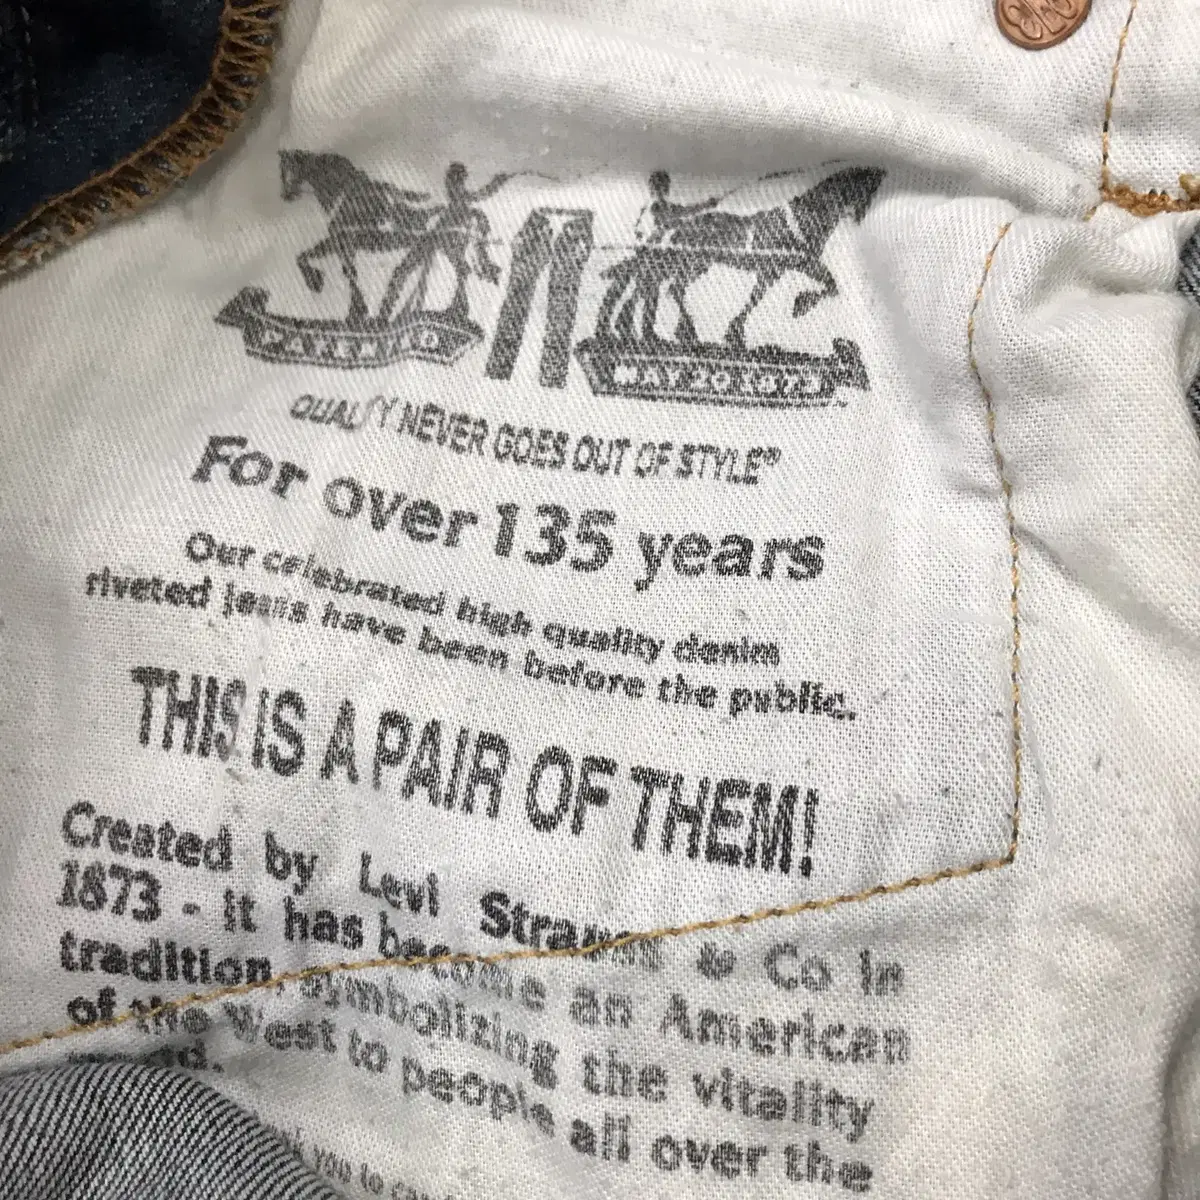 PATENTED
MAY 20 1873
QUALITY NEVER GOES OUT OF STYLE"
For over 135 years
Our celebrated high quality denim
riveted jeans have been before the public.
THIS IS A PAIR OF THEM!
Created by Levi Strauss & Co in
1873 - it has become an American
tradition, symbolizing the vitality
of the West to people all over the
you to